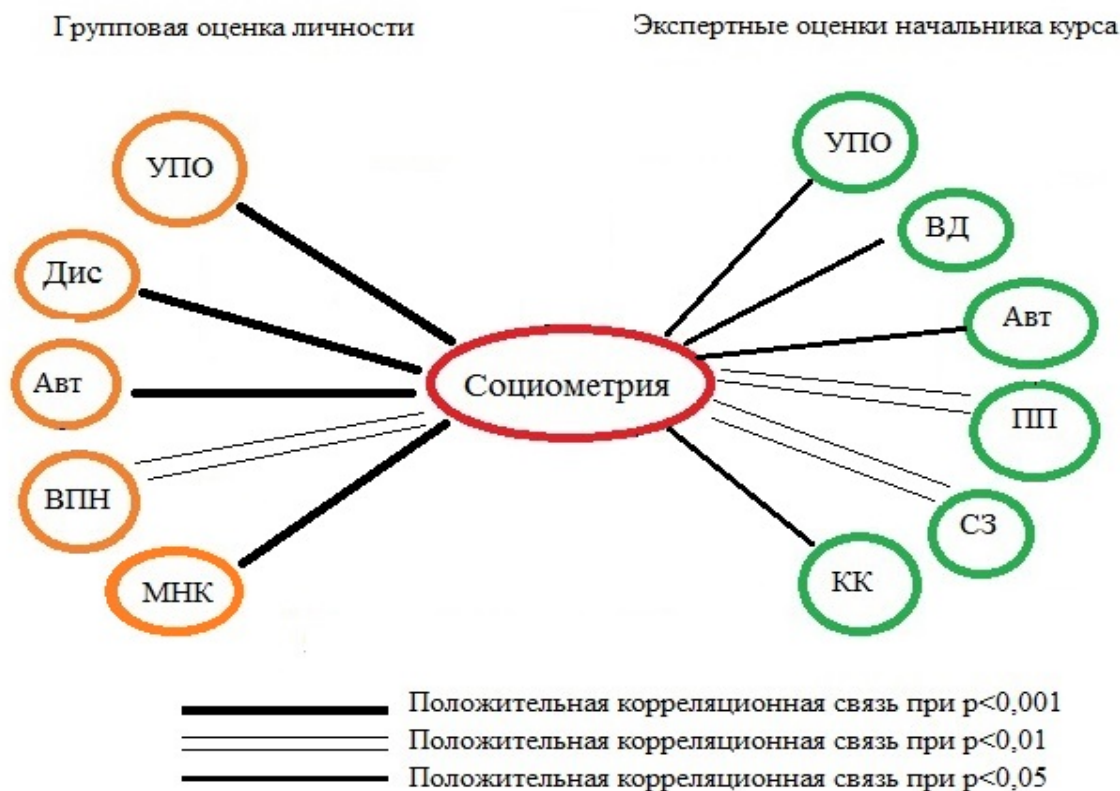 Групповая оценка личности
Экспертные оценки начальника курса
УПО
Дис
Авт
ВПН
МНК
Социометрия
УПО
ВД
Авт
ПП
СЗ
КК
Положительная корреляционная связь при p<0,001
Положительная корреляционная связь при p<0,01
Положительная корреляционная связь при p<0,05